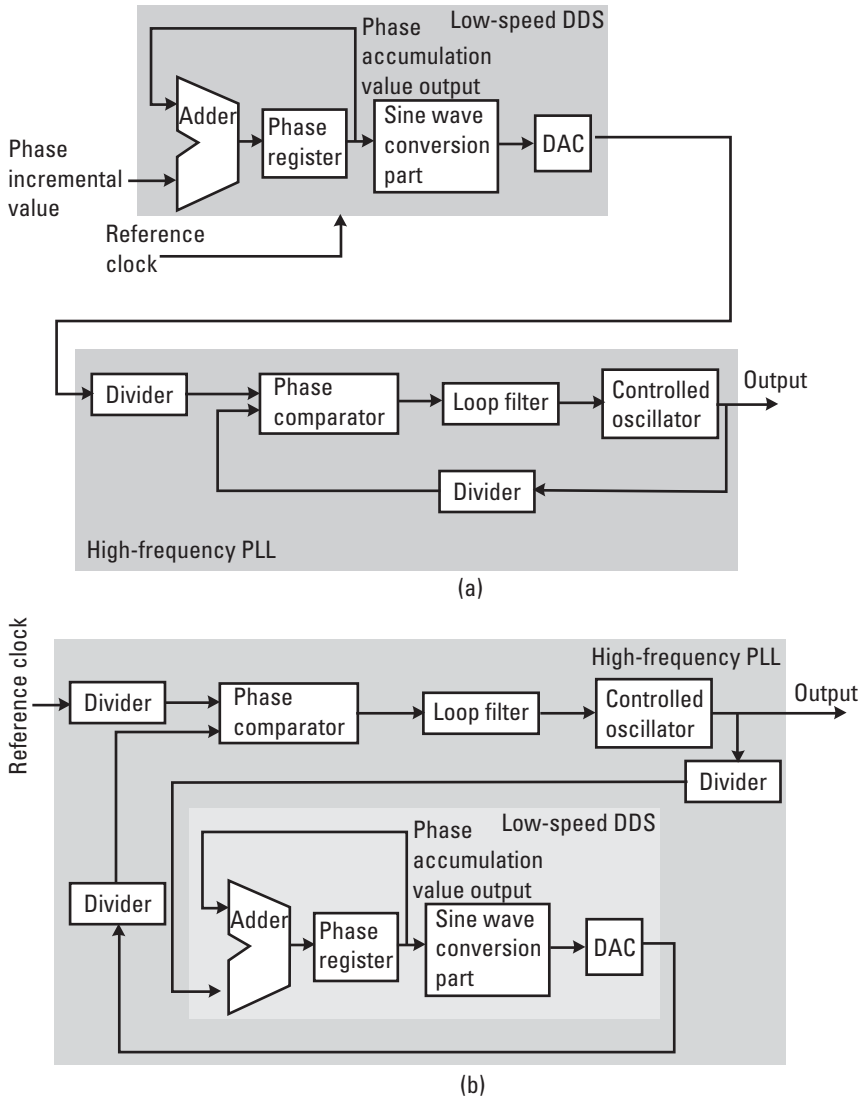 Low-speed DDS
Phase
accumulation
value output
Adder
Phase
register
Sine wave
conversion
part
DAC
Phase
incremental
value
Reference
clock
Divider
Phase
comparator
Loop filter
Controlled
oscillator
Output
Divider
High-frequency PLL
(a)
Reference clock
High-frequency PLL
Divider
Phase
comparator
Loop filter
Controlled
oscillator
Output
Divider
Low-speed DDS
Phase
accumulation
value output
Divider
Adder
Phase
register
Sine wave
conversion
part
DAC
(b)